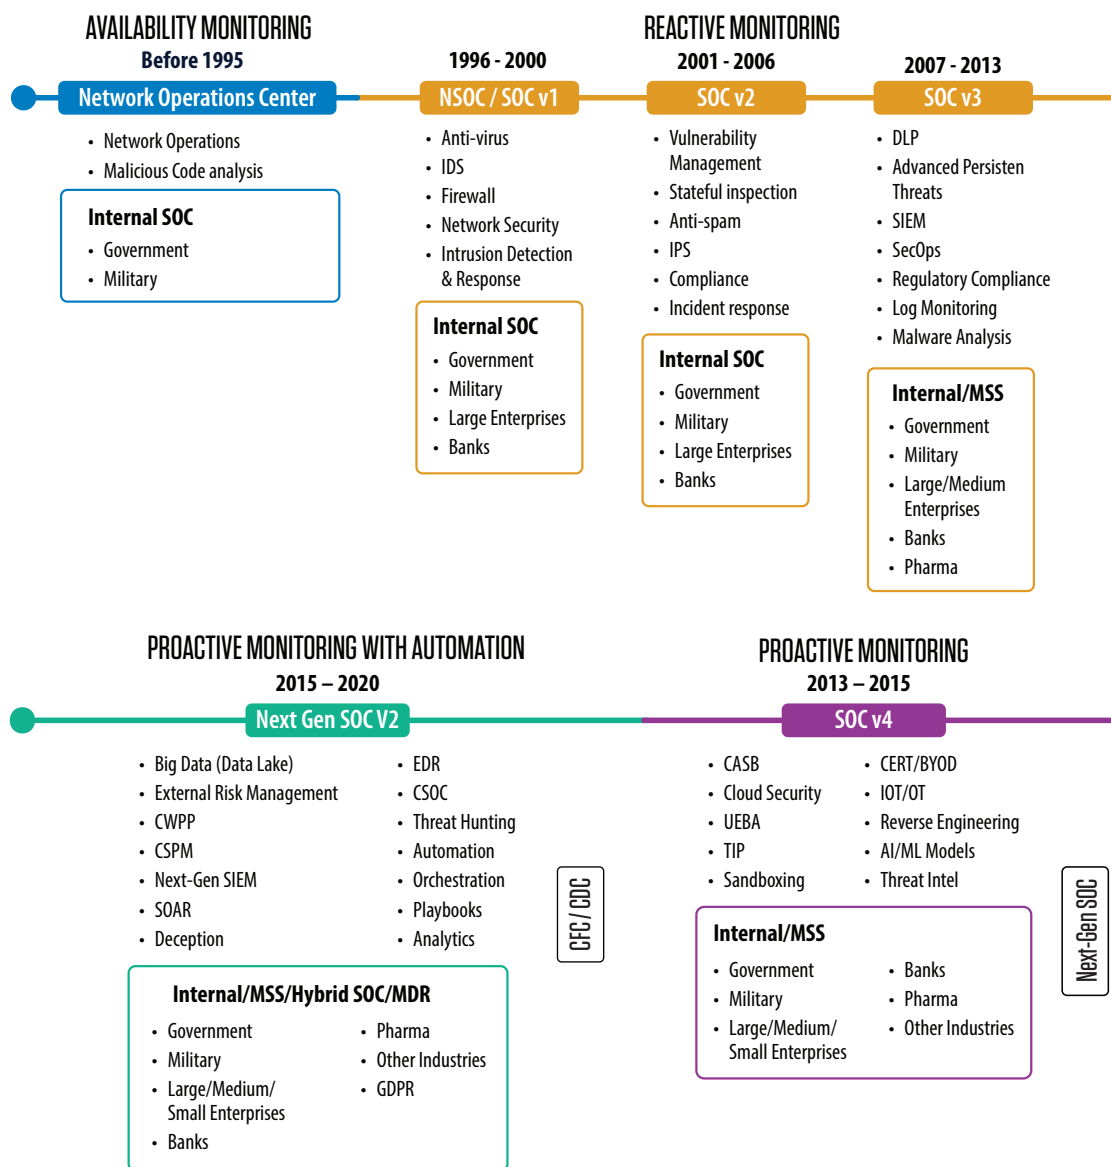 AVAILABILITY MONITORING
Before 1995
Network Operations Center
• Network Operations
• Malicious Code analysis
Internal SOC
• Government
• Military
REACTIVE MONITORING
1996 - 2000
NSOC / SOC v1
• Anti-virus
• IDS
• Firewall
• Network Security
• Intrusion Detection
& Response
Internal SOC
• Government
• Military
• Large Enterprises
• Banks
2001 - 2006
SOC v2
• Vulnerability
Management
• Stateful inspection
• Anti-spam
• IPS
• Compliance
• Incident response
Internal SOC
• Government
• Military
• Large Enterprises
• Banks
2007 - 2013
SOC v3
• DLP
• Advanced Persisten
Threats
• SIEM
• SecOps
• Regulatory Compliance
• Log Monitoring
• Malware Analysis
Internal/MSS
• Government
• Military
• Large/Medium
Enterprises
• Banks
• Pharma
PROACTIVE MONITORING WITH AUTOMATION
2015 – 2020
Next Gen SOC V2
• Big Data (Data Lake)
• External Risk Management
• CWPP
• CSPM
• Next-Gen SIEM
• SOAR
• Deception
• EDR
• CSOC
• Threat Hunting
• Automation
• Orchestration
• Playbooks
• Analytics
CFC / CDC
Internal/MSS/Hybrid SOC/MDR
• Government
• Military
• Large/Medium/
Small Enterprises
• Banks
• Pharma
• Other Industries
• GDPR
PROACTIVE MONITORING
2013 – 2015
SOC v4
• CASB
• Cloud Security
• UEBA
• TIP
• Sandboxing
• CERT/BYOD
• IOT/OT
• Reverse Engineering
• AI/ML Models
• Threat Intel
Next-Gen SOC
Internal/MSS
• Government
• Military
• Large/Medium/
Small Enterprises
• Banks
• Pharma
• Other Industries